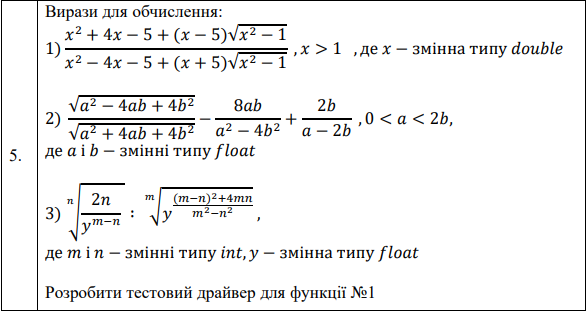 Вирази для обчислення:
1) (x² + 4x − 5 + (x − 5)√(x² − 1)) / (x² − 4x − 5 + (x + 5)√(x² − 1)) , x > 1 , де x − змінна типу double
2) √(a² − 4ab + 4b²) / √(a² + 4ab + 4b²) − 8ab / (a² − 4b²) + 2b / (a − 2b) , 0 < a < 2b,
де a і b − змінні типу float
5.
3) ⁿ√(2n / y^(m−n)) : ᵐ√(y^(((m−n)²+4mn) / (m²−n²))) ,
де m і n − змінні типу int, y − змінна типу float
Розробити тестовий драйвер для функції №1